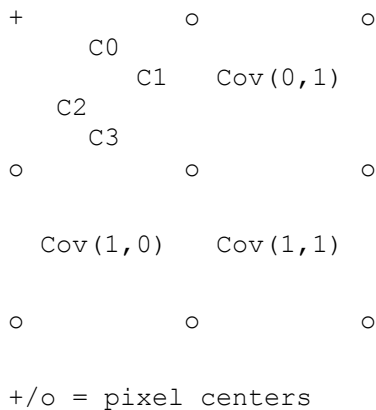 + o o
C0
C1 Cov(0,1)
C2
C3
o o o
Cov(1,0) Cov(1,1)
o o o
+/o = pixel centers